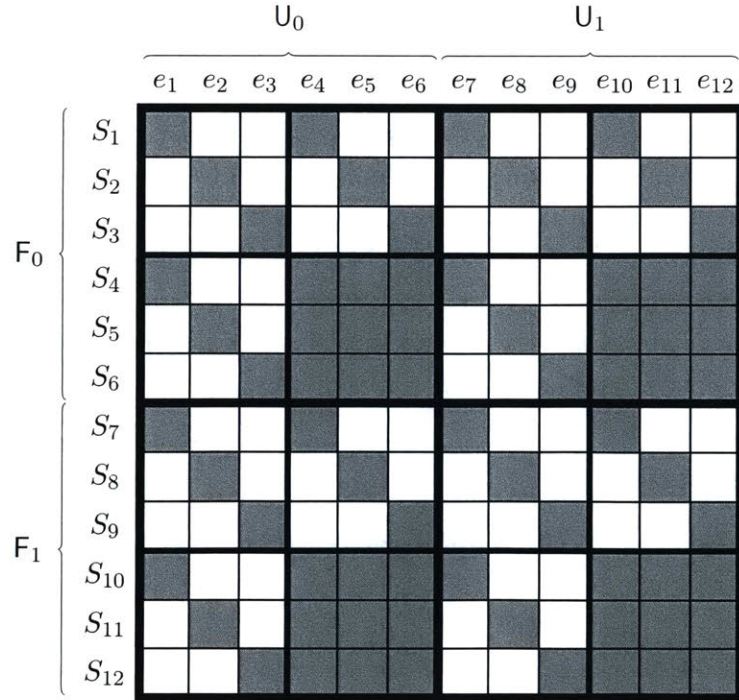 U₀ U₁
e₁ e₂ e₃ e₄ e₅ e₆ e₇ e₈ e₉ e₁₀ e₁₁ e₁₂
S₁
S₂
S₃
F₀
S₄
S₅
S₆
S₇
S₈
S₉
F₁
S₁₀
S₁₁
S₁₂